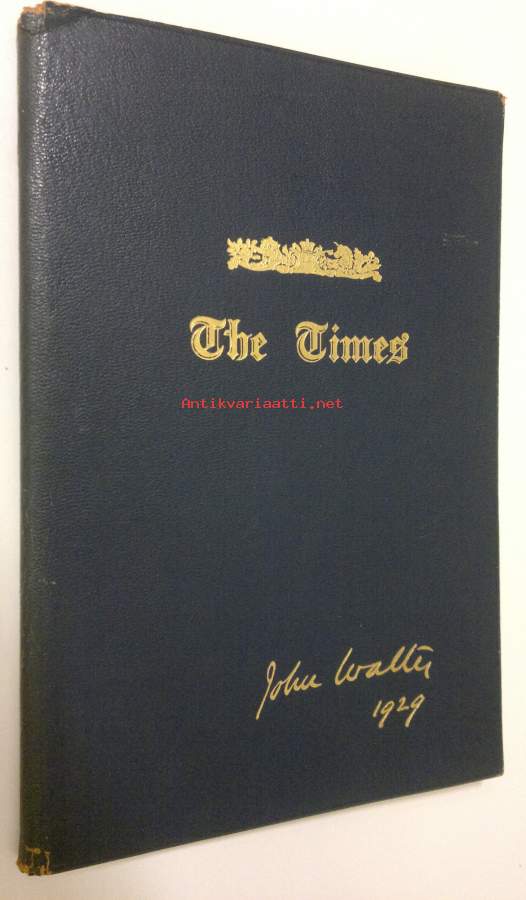 The Times
Antikvariaatti.net
John Walter
1929